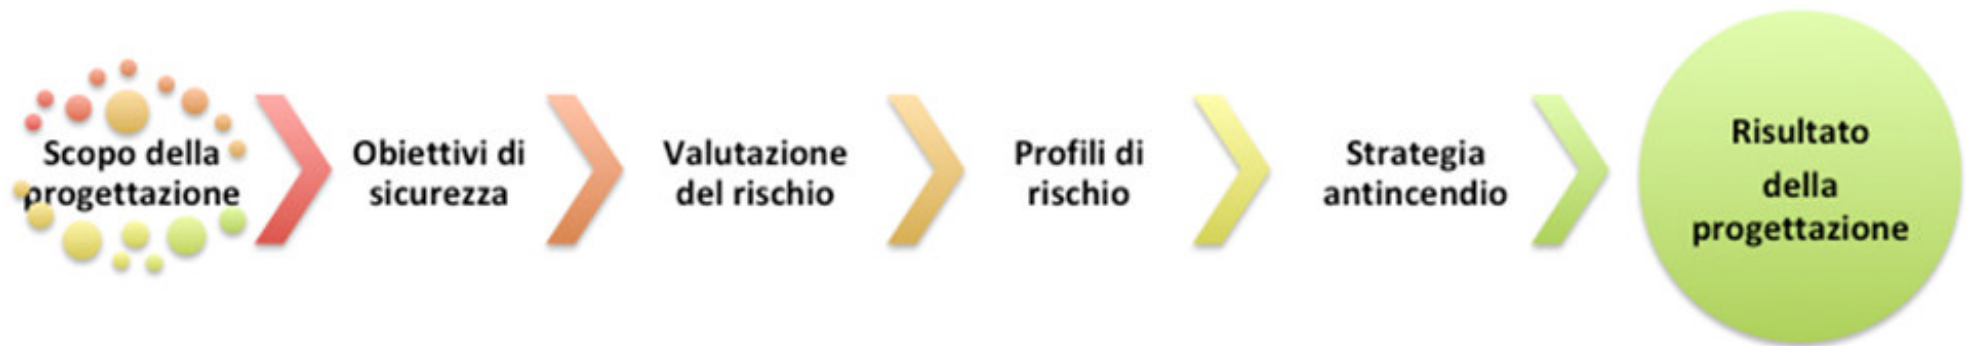 Scopo della
progettazione
Obiettivi di
sicurezza
Valutazione
del rischio
Profili di
rischio
Strategia
antincendio
Risultato
della
progettazione